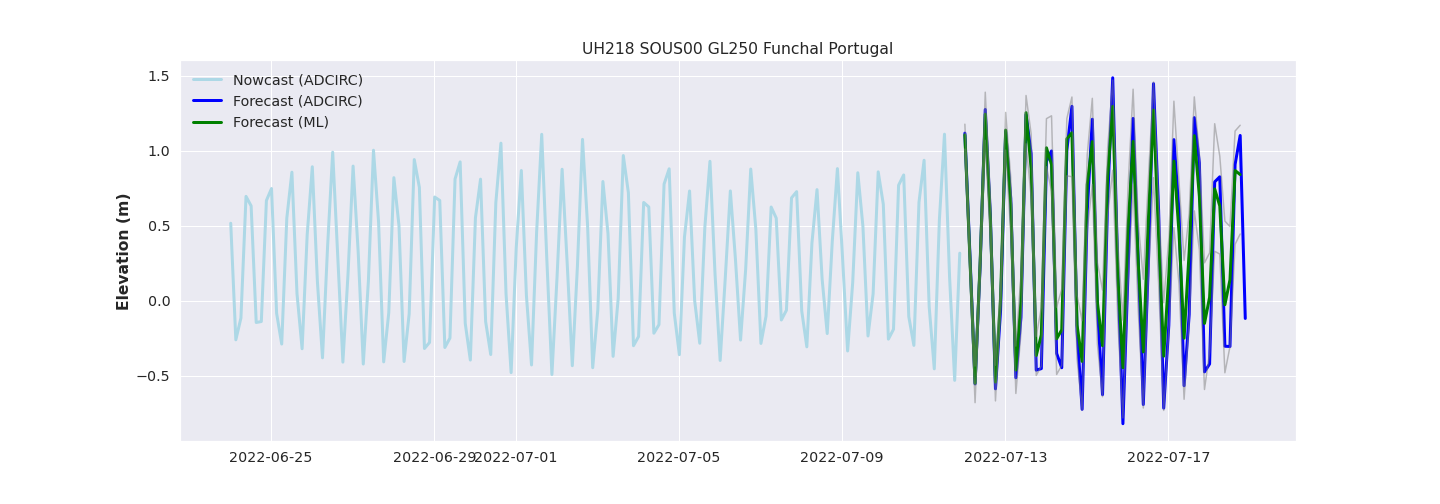 UH218 SOUS00 GL250 Funchal Portugal
Nowcast (ADCIRC)
Forecast (ADCIRC)
Forecast (ML)
Elevation (m)
1.5
1.0
0.5
0.0
−0.5
2022-06-25 2022-06-29 2022-07-01 2022-07-05 2022-07-09 2022-07-13 2022-07-17